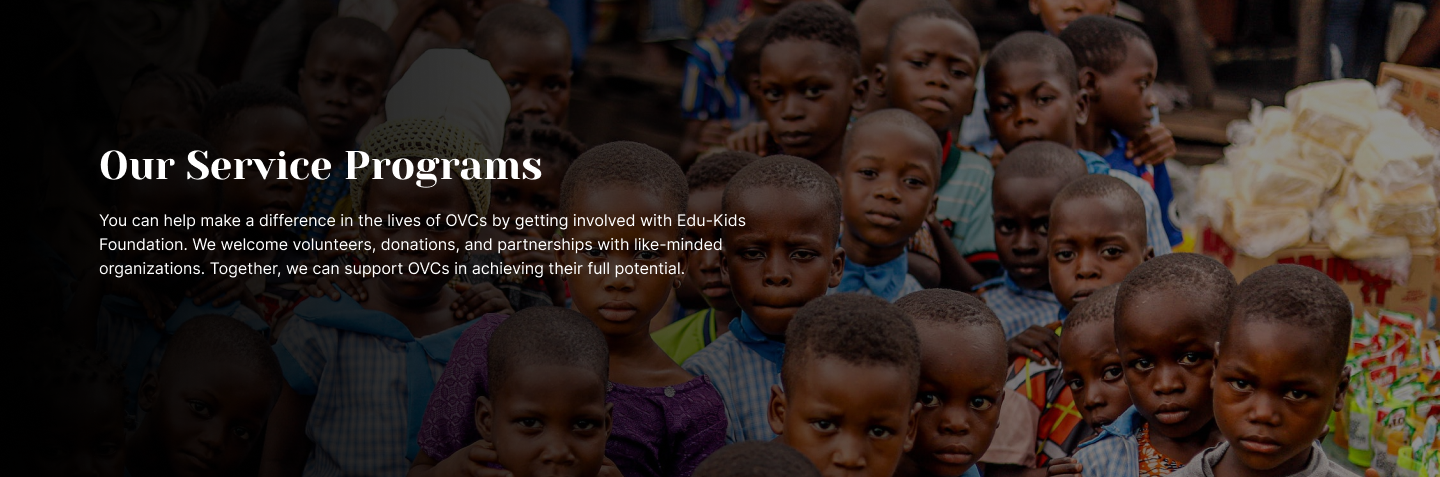 Our Service Programs
You can help make a difference in the lives of OVCs by getting involved with Edu-Kids
Foundation. We welcome volunteers, donations, and partnerships with like-minded
organizations. Together, we can support OVCs in achieving their full potential.